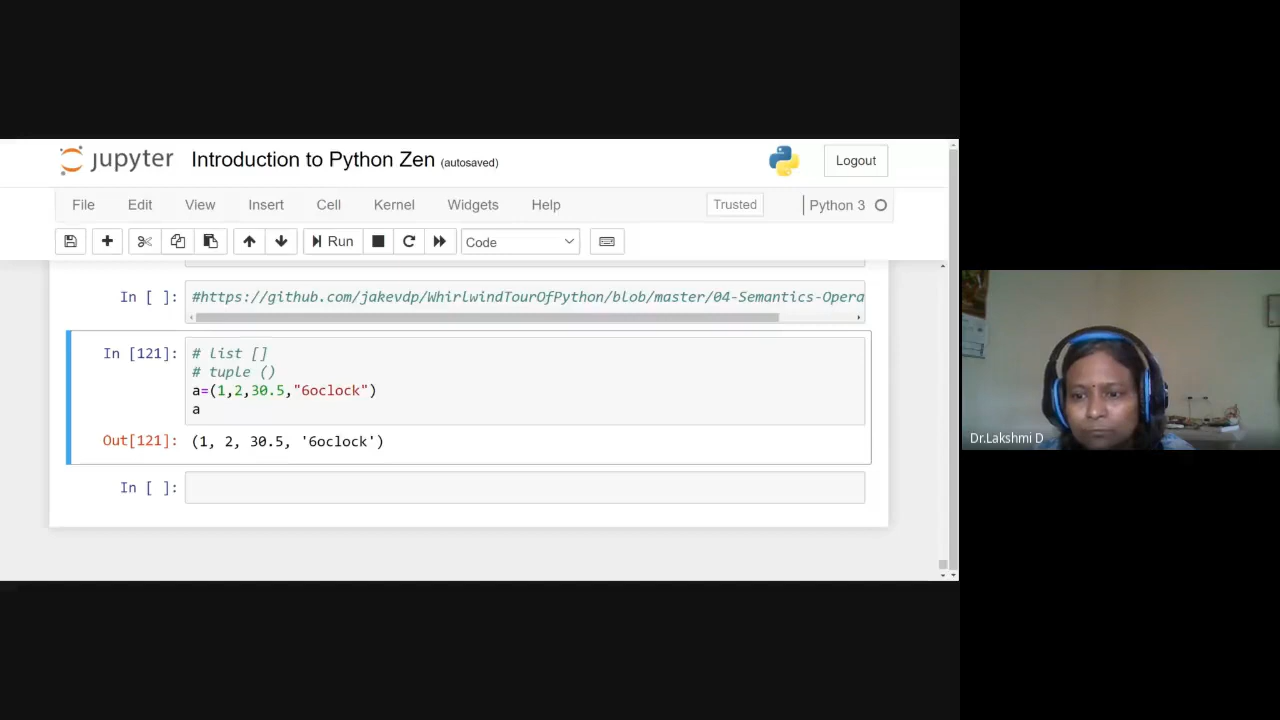 jupyter Introduction to Python Zen (autosaved) Logout
File Edit View Insert Cell Kernel Widgets Help Trusted Python 3
Run Code
In [ ]: #https://github.com/jakevdp/WhirlwindTourOfPython/blob/master/04-Semantics-Opera
In [121]: # list []
# tuple ()
a=(1,2,30.5,"6oclock")
a
Out[121]: (1, 2, 30.5, '6oclock')
In [ ]:
Dr.Lakshmi D